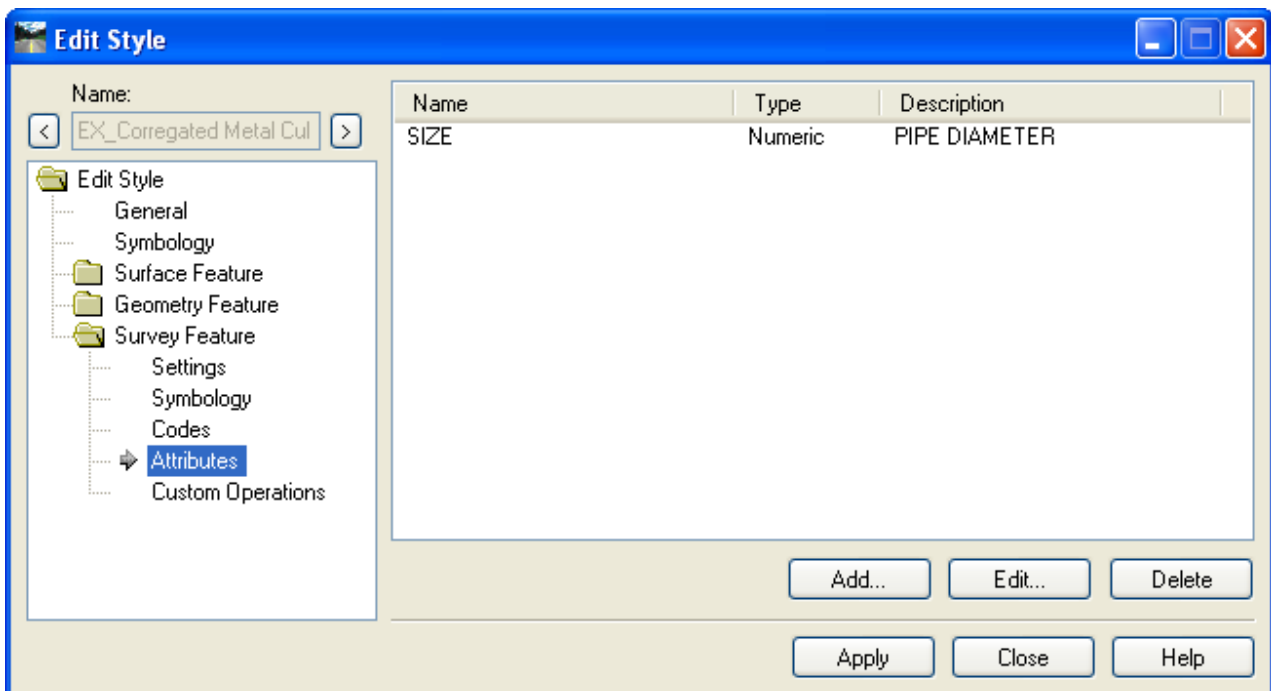 Edit Style
Name:
< EX_Corregated Metal Cul >
Edit Style
General
Symbology
Surface Feature
Geometry Feature
Survey Feature
Settings
Symbology
Codes
Attributes
Custom Operations
Name Type Description
SIZE Numeric PIPE DIAMETER
Add... Edit... Delete
Apply Close Help